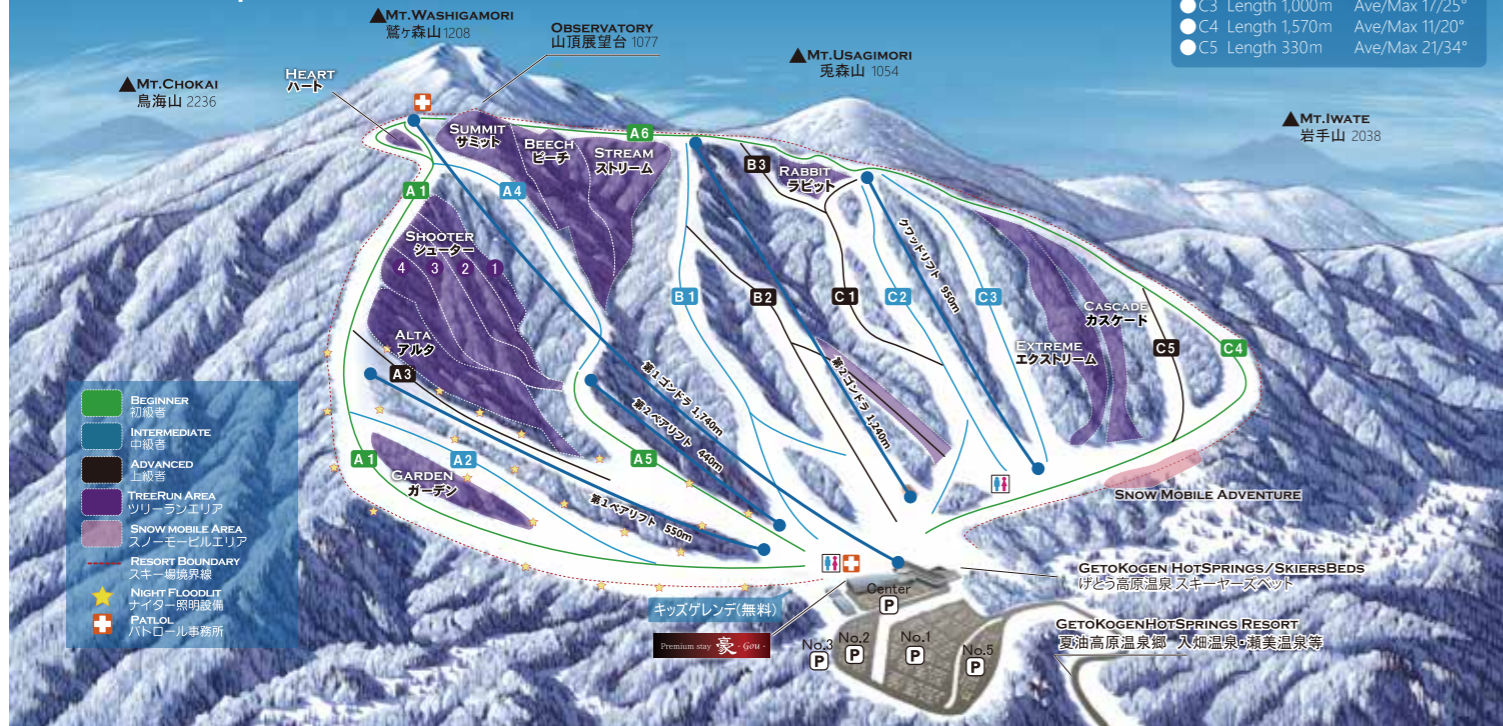 C3 Length 1,000m Ave/Max 17/25°
C4 Length 1,570m Ave/Max 11/20°
C5 Length 330m Ave/Max 21/34°
MT.WASHIGAMORI
鷲ヶ森山 1208
OBSERVATORY
山頂展望台 1077
MT.USAGIMORI
兎森山 1054
MT.CHOKAI
鳥海山 2236
MT.IWATE
岩手山 2038
HEART
ハート
SUMMIT
サミット
BEECH
ビーチ
STREAM
ストリーム
A6
B3
RABBIT
ラビット
A1
A4
SHOOTER
シューター
4 3 2 1
B1
B2
C1
C2
C3
クワッドリフト 950m
CASCADE
カスケード
EXTREME
エクストリーム
C5
C4
ALTA
アルタ
A3
第1ゴンドラ 1,740m
第2ペアリフト 440m
第2ゴンドラ 1,240m
A1
A2
A5
GARDEN
ガーデン
第1ペアリフト 550m
SNOW MOBILE ADVENTURE
BEGINNER
初級者
INTERMEDIATE
中級者
ADVANCED
上級者
TREERUN AREA
ツリーランエリア
SNOW MOBILE AREA
スノーモービルエリア
RESORT BOUNDARY
スキー場境界線
NIGHT FLOODLIT
ナイター照明設備
PATLOL
パトロール事務所
キッズゲレンデ(無料)
Premium stay 豪 - Gou -
Center
P
No.3
P
No.2
P
No.1
P
No.5
P
GETOKOGEN HOTSPRINGS/SKIERSBEDS
げとう高原温泉 スキーヤーズベット
GETOKOGENHOTSPRINGS RESORT
夏油高原温泉郷 入畑温泉・瀬美温泉等